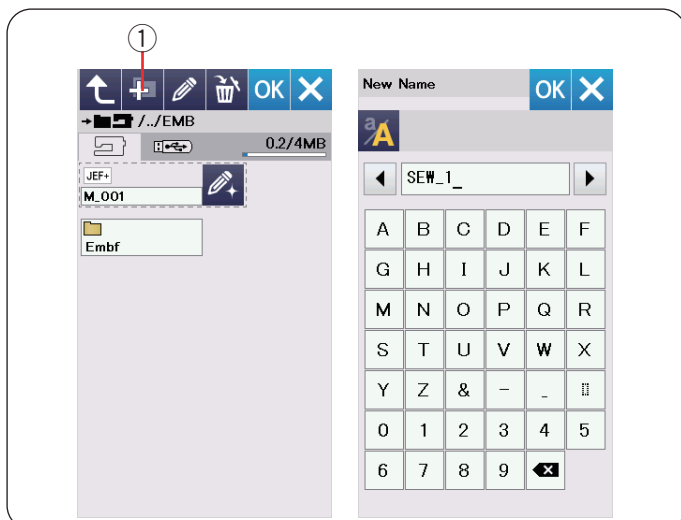 ①
OK
→ /../EMB
0.2/4MB
JEF+
M_001
Embf
New Name
OK
a/A
SEW_1_
A B C D E F
G H I J K L
M N O P Q R
S T U V W X
Y Z & - _
0 1 2 3 4 5
6 7 8 9